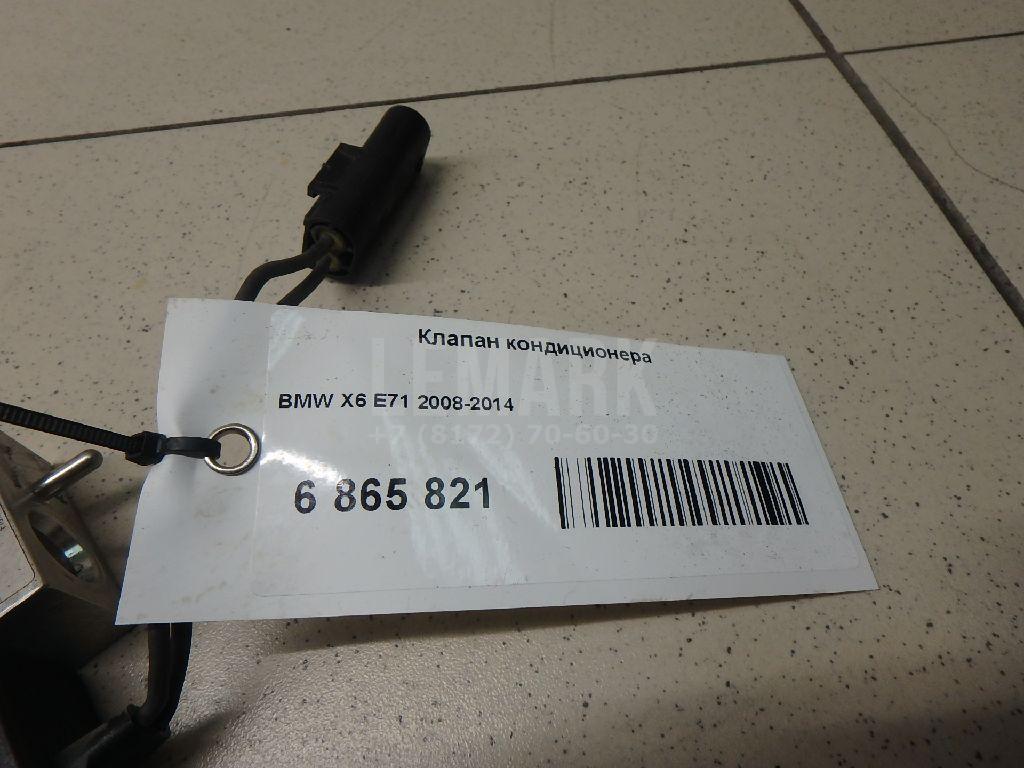 Клапан кондиционера
LEMARK
BMW X6 E71 2008-2014
+7 (8172) 70-60-30
6 865 821